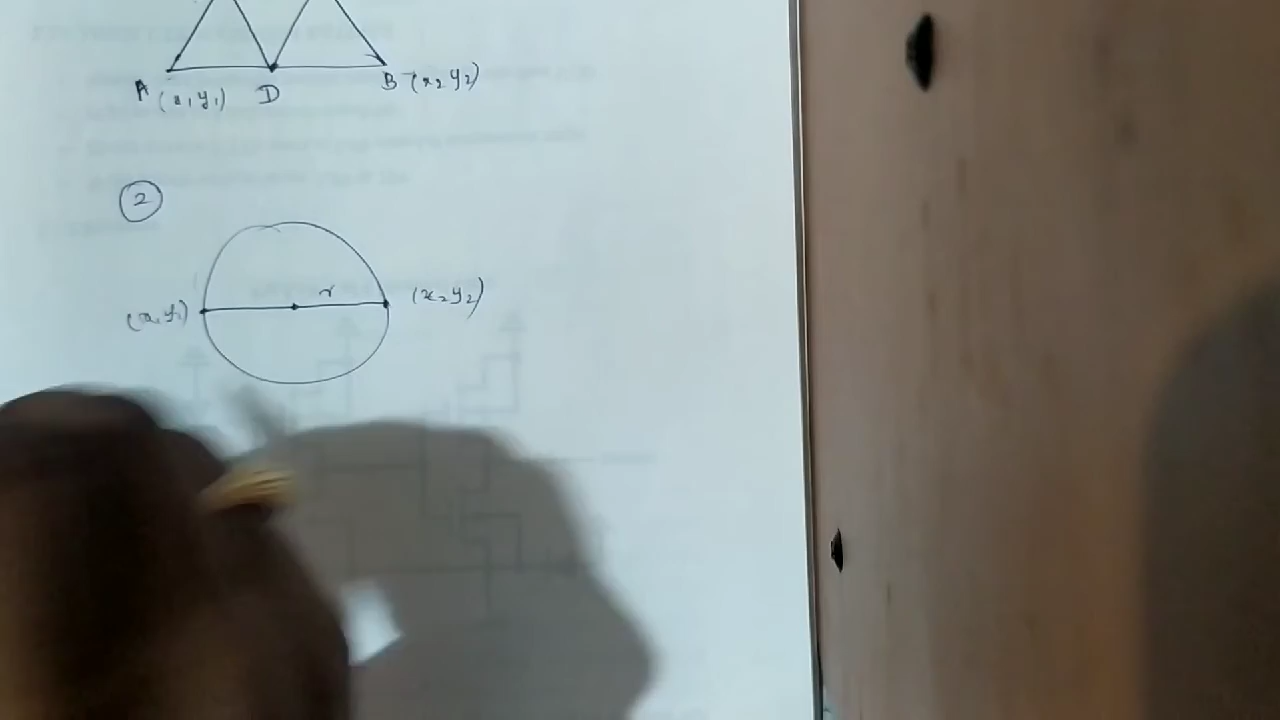 A (x₁ y₁) D B (x₂ y₂)
2
r (x₂ y₂)
(x₁ y₁)